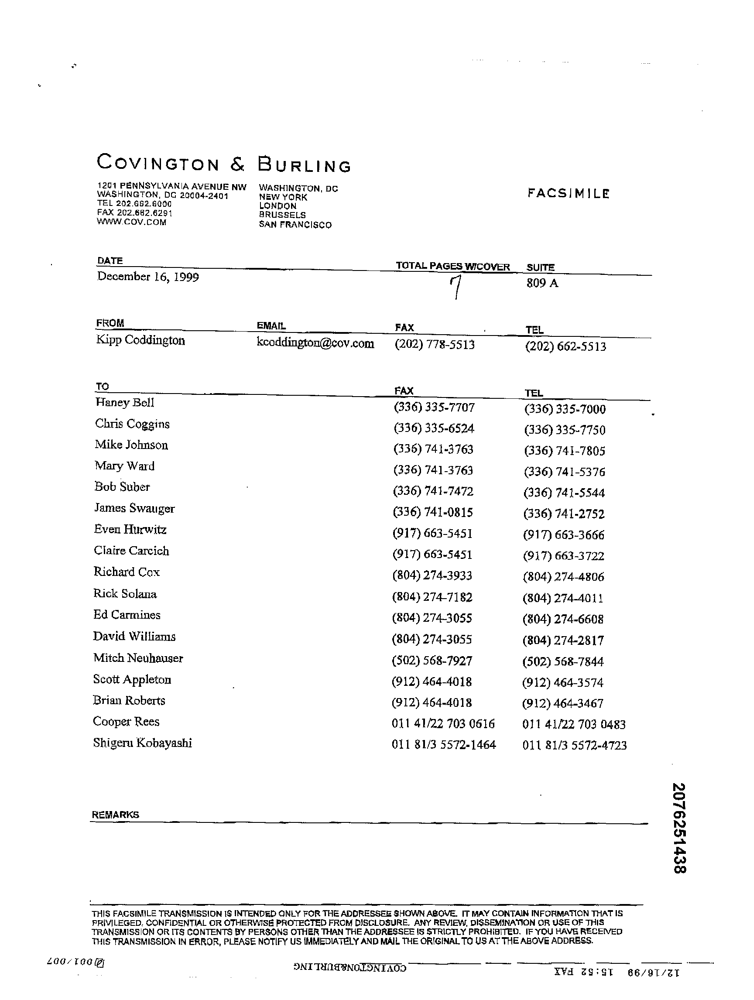 COVINGTON & BURLING
1201 PENNSYLVANIA AVENUE NW
WASHINGTON, DC 20004-2401
TEL 202.662.6000
FAX 202.662.6291
WWW.COV.COM
WASHINGTON, DC
NEW YORK
LONDON
BRUSSELS
SAN FRANCISCO
FACSIMILE
DATE TOTAL PAGES W/COVER SUITE
December 16, 1999 7 809 A
FROM EMAIL FAX TEL
Kipp Coddington kcoddington@cov.com (202) 778-5513 (202) 662-5513
TO FAX TEL
Haney Bell (336) 335-7707 (336) 335-7000
Chris Coggins (336) 335-6524 (336) 335-7750
Mike Johnson (336) 741-3763 (336) 741-7805
Mary Ward (336) 741-3763 (336) 741-5376
Bob Suber (336) 741-7472 (336) 741-5544
James Swauger (336) 741-0815 (336) 741-2752
Even Hurwitz (917) 663-5451 (917) 663-3666
Claire Carcich (917) 663-5451 (917) 663-3722
Richard Cox (804) 274-3933 (804) 274-4806
Rick Solana (804) 274-7182 (804) 274-4011
Ed Carmines (804) 274-3055 (804) 274-6608
David Williams (804) 274-3055 (804) 274-2817
Mitch Neuhauser (502) 568-7927 (502) 568-7844
Scott Appleton (912) 464-4018 (912) 464-3574
Brian Roberts (912) 464-4018 (912) 464-3467
Cooper Rees 011 41/22 703 0616 011 41/22 703 0483
Shigeru Kobayashi 011 81/3 5572-1464 011 81/3 5572-4723
REMARKS
2076251438
THIS FACSIMILE TRANSMISSION IS INTENDED ONLY FOR THE ADDRESSEE SHOWN ABOVE. IT MAY CONTAIN INFORMATION THAT IS
PRIVILEGED, CONFIDENTIAL OR OTHERWISE PROTECTED FROM DISCLOSURE. ANY REVIEW, DISSEMINATION OR USE OF THIS
TRANSMISSION OR ITS CONTENTS BY PERSONS OTHER THAN THE ADDRESSEE IS STRICTLY PROHIBITED. IF YOU HAVE RECEIVED
THIS TRANSMISSION IN ERROR, PLEASE NOTIFY US IMMEDIATELY AND MAIL THE ORIGINAL TO US AT THE ABOVE ADDRESS.
12/16/99 15:52 FAX COVINGTON&BURLING 001/007